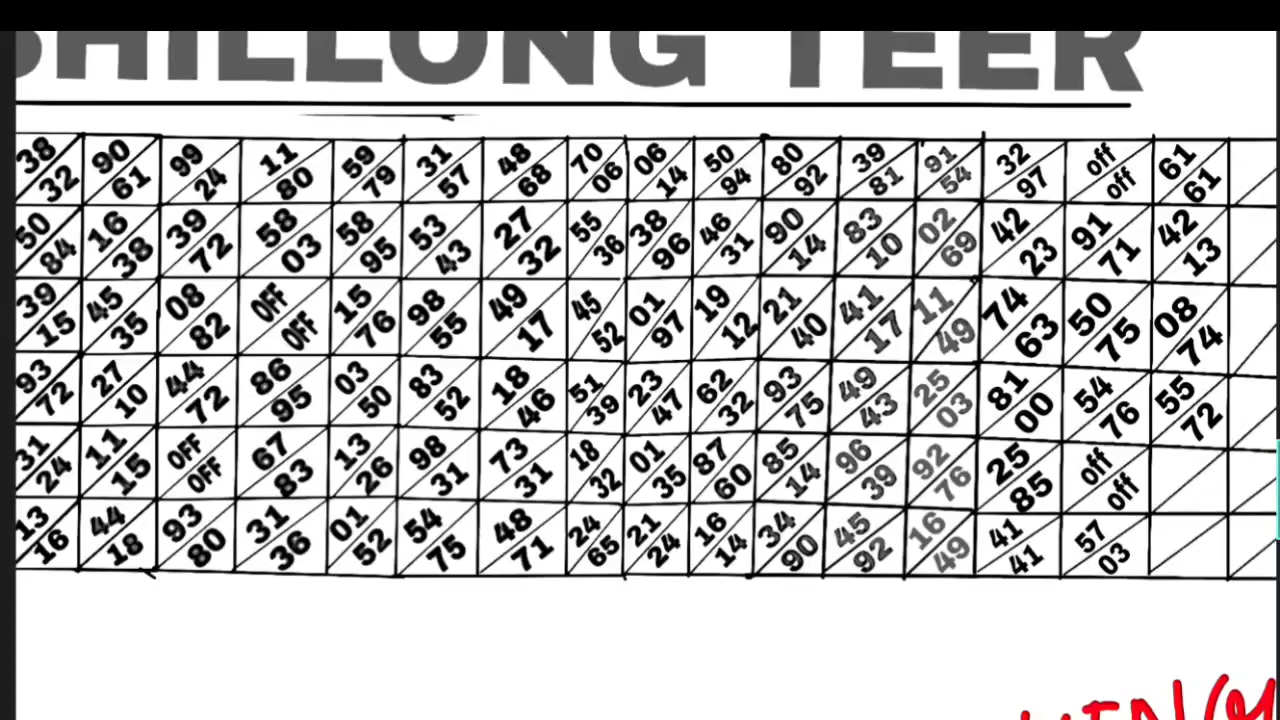 SHILLONG TEER
38 32 90 61 99 24 11 80 59 79 31 57 48 68 70 06 06 14 50 94 80 92 39 81 91 54 32 97 off off 61 61
50 84 16 38 39 72 58 03 58 95 53 43 27 32 55 36 38 96 46 31 90 14 83 10 02 69 42 23 91 71 42 13
39 15 45 35 08 82 OFF OFF 15 76 98 55 49 17 45 52 01 97 19 12 21 40 41 17 11 49 74 63 50 75 08 74
93 72 27 10 44 72 86 95 03 50 83 52 18 46 51 39 23 47 62 32 93 75 49 43 25 03 81 00 54 76 55 72
31 24 11 15 OFF OFF 67 83 13 26 98 31 73 31 18 32 01 35 87 60 85 14 96 39 92 76 25 85 off off
13 16 44 18 93 80 31 36 01 52 54 75 48 71 24 65 21 24 16 14 34 90 45 92 16 49 41 41 57 03